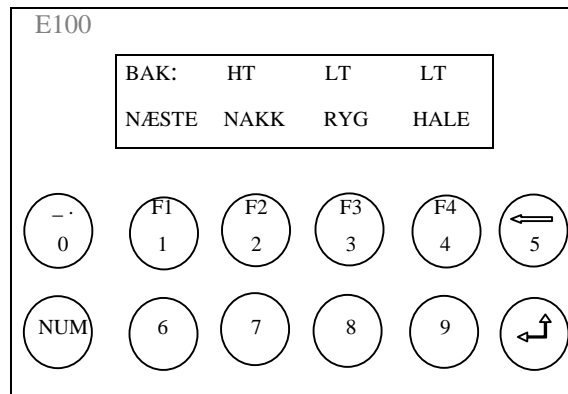 E100
BAK: HT LT LT
NÆSTE NAKK RYG HALE
_ . F1 F2 F3 F4
0 1 2 3 4 5
NUM 6 7 8 9